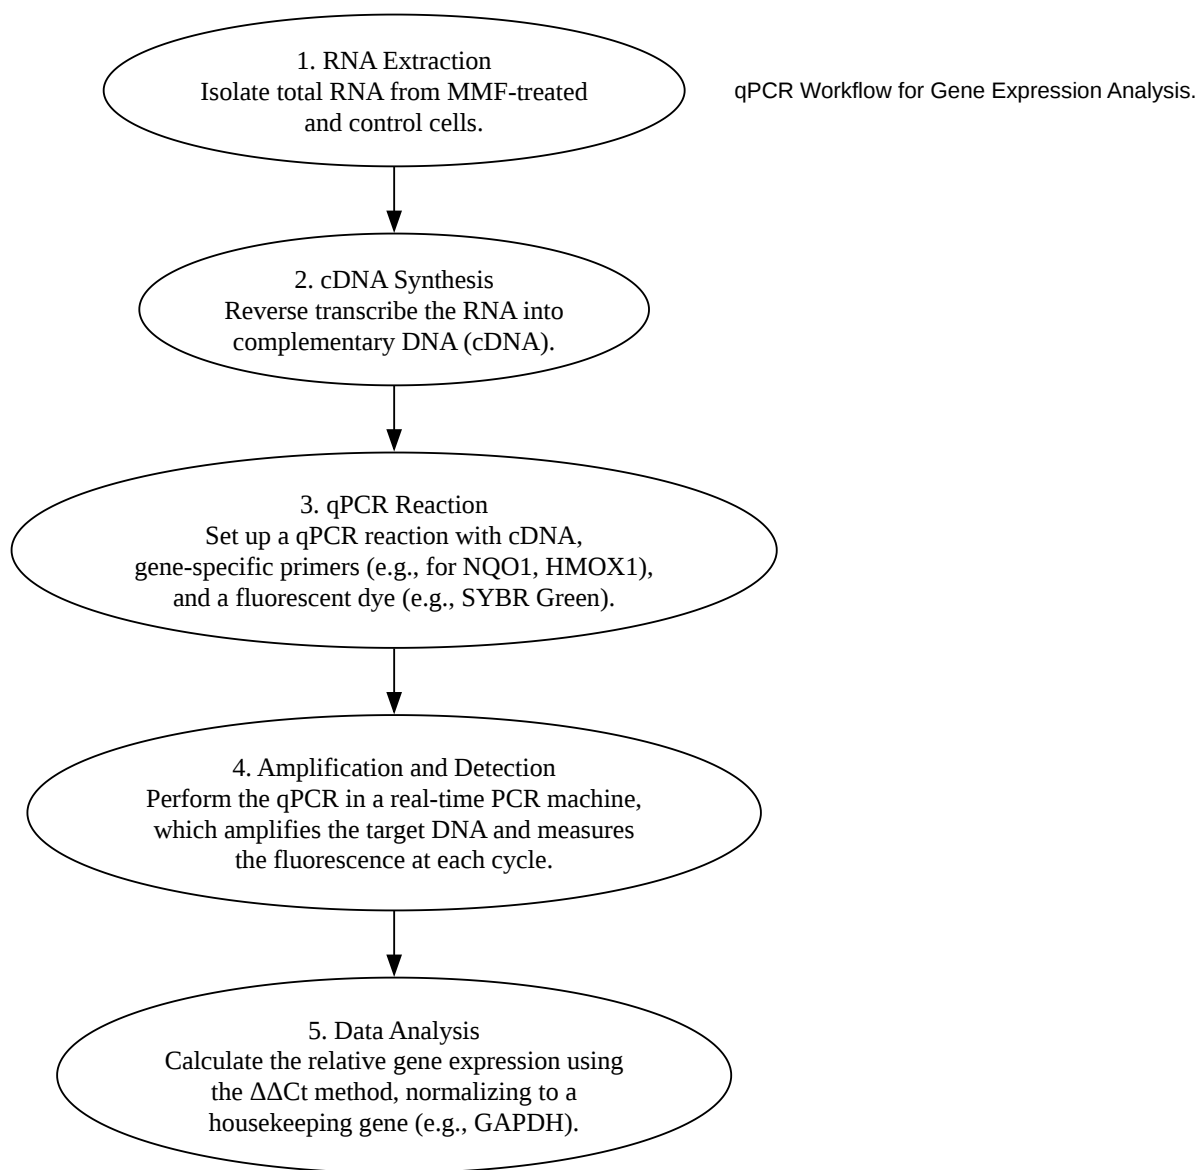 1. RNA Extraction
Isolate total RNA from MMF-treated
and control cells.
qPCR Workflow for Gene Expression Analysis.
2. cDNA Synthesis
Reverse transcribe the RNA into
complementary DNA (cDNA).
3. qPCR Reaction
Set up a qPCR reaction with cDNA,
gene-specific primers (e.g., for NQO1, HMOX1),
and a fluorescent dye (e.g., SYBR Green).
4. Amplification and Detection
Perform the qPCR in a real-time PCR machine,
which amplifies the target DNA and measures
the fluorescence at each cycle.
5. Data Analysis
Calculate the relative gene expression using
the ΔΔCt method, normalizing to a
housekeeping gene (e.g., GAPDH).